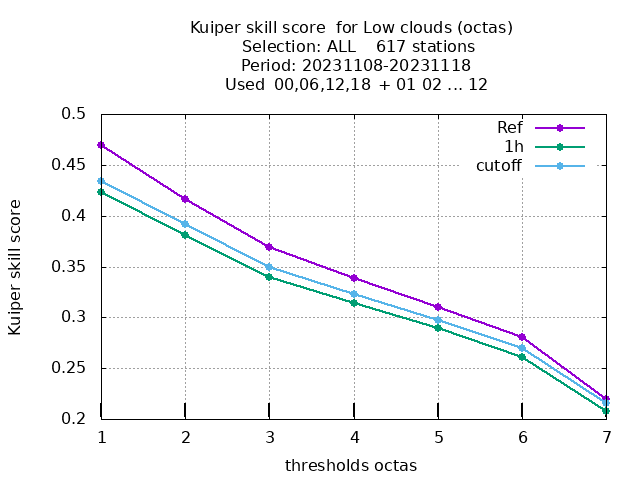 Kuiper skill score  for Low clouds (octas)
Selection: ALL    617 stations
Period: 20231108-20231118
Used  00,06,12,18  + 01 02 ... 12
0.5
0.45
0.4
0.35
0.3
0.25
0.2
Kuiper skill score
Ref
1h
cutoff
1 2 3 4 5 6 7
thresholds octas